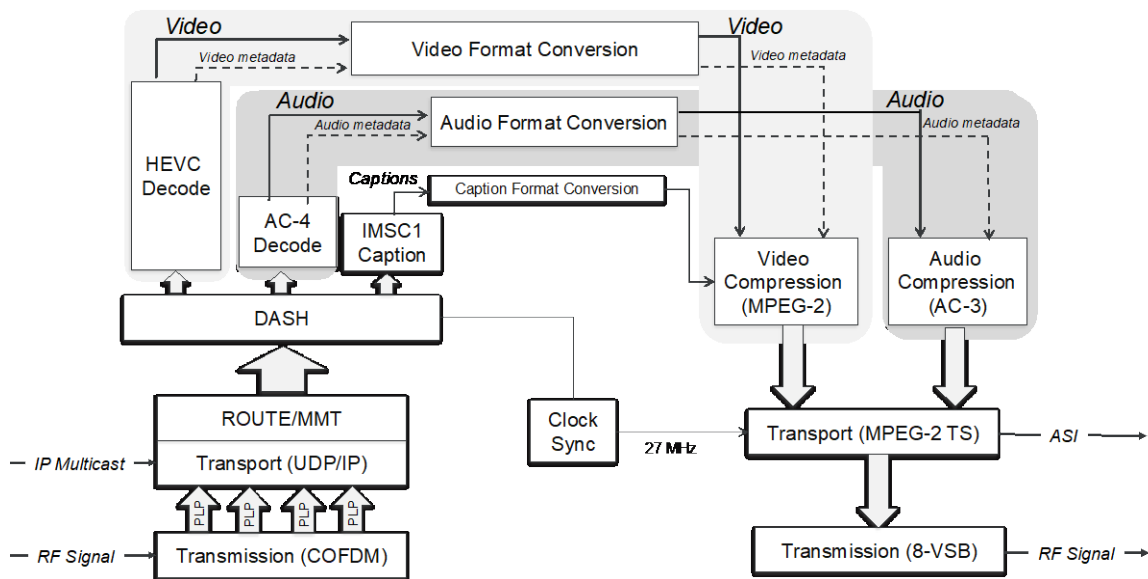 Video
Video
Video Format Conversion
Video metadata
Video metadata
Audio
Audio
Audio Format Conversion
Audio metadata
Audio metadata
HEVC
Decode
Captions
Caption Format Conversion
AC-4
Decode
IMSC1
Caption
Video
Compression
(MPEG-2)
Audio
Compression
(AC-3)
DASH
ROUTE/MMT
Clock
Sync
27 MHz
Transport (MPEG-2 TS)
ASI
IP Multicast
Transport (UDP/IP)
PLP
PLP
PLP
PLP
RF Signal
Transmission (COFDM)
Transmission (8-VSB)
RF Signal